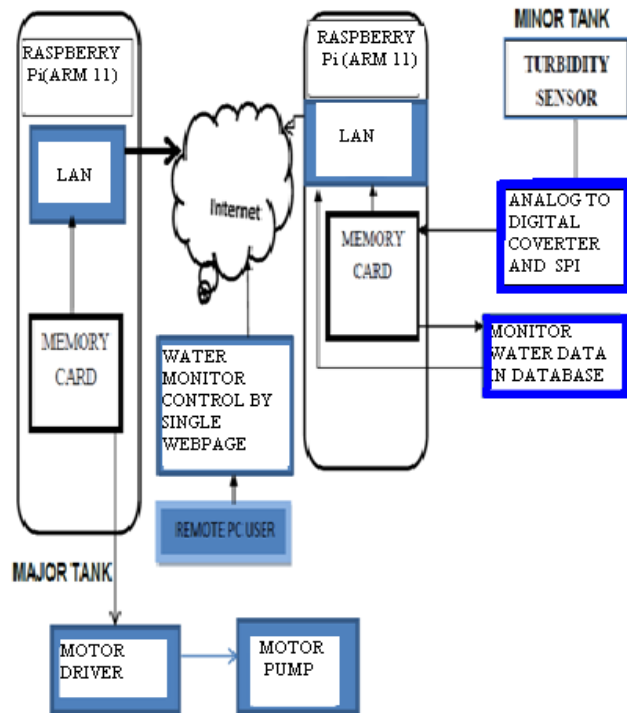 RASPBERRY
Pi(ARM 11)
LAN
MEMORY
CARD
MAJOR TANK
MOTOR
DRIVER
MOTOR
PUMP
Internet
WATER
MONITOR
CONTROL BY
SINGLE
WEBPAGE
REMOTE PC USER
RASPBERRY
Pi (ARM 11)
LAN
MEMORY
CARD
MINOR TANK
TURBIDITY
SENSOR
ANALOG TO
DIGITAL
COVERTER
AND SPI
MONITOR
WATER DATA
IN DATABASE